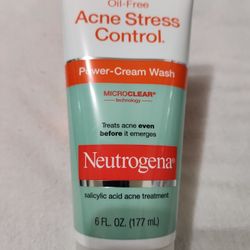 Oil-Free
Acne Stress
Control.
Power-Cream Wash
MICROCLEAR®
technology
Treats acne even
before it emerges
Neutrogena®
salicylic acid acne treatment
6 FL. OZ. (177 mL)